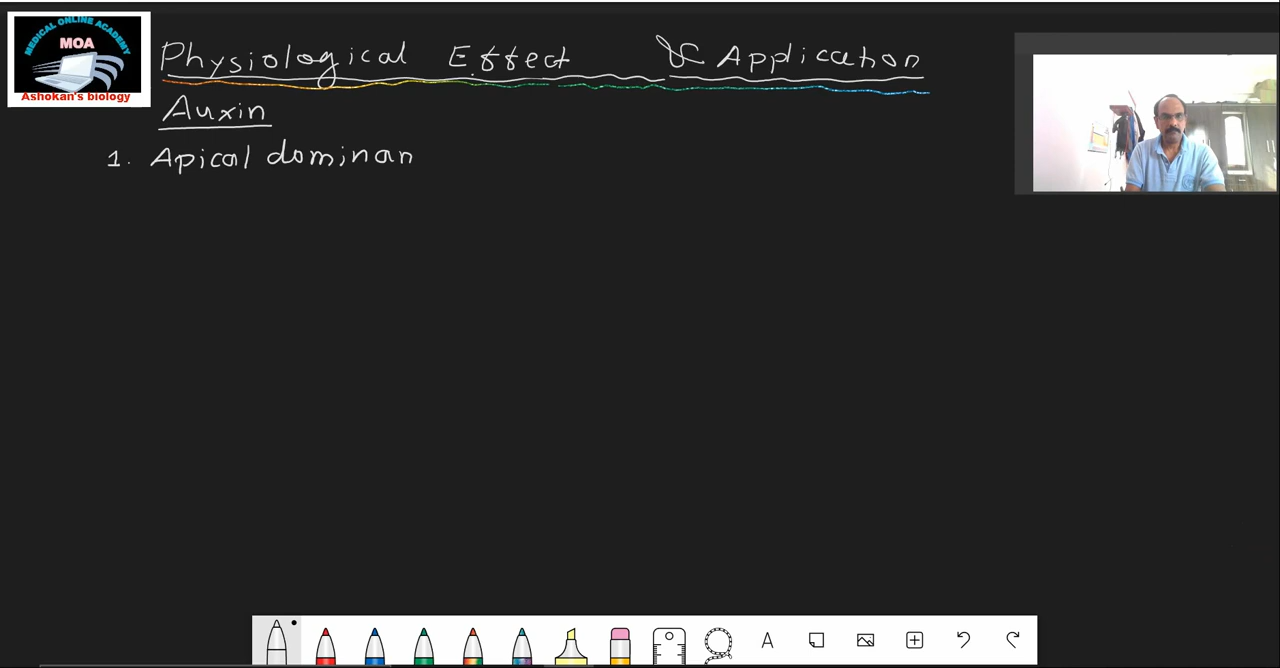 MEDICAL ONLINE ACADEMY
MOA
Ashokan's biology
Physiological Effect & Application
Auxin
1. Apical dominan
A